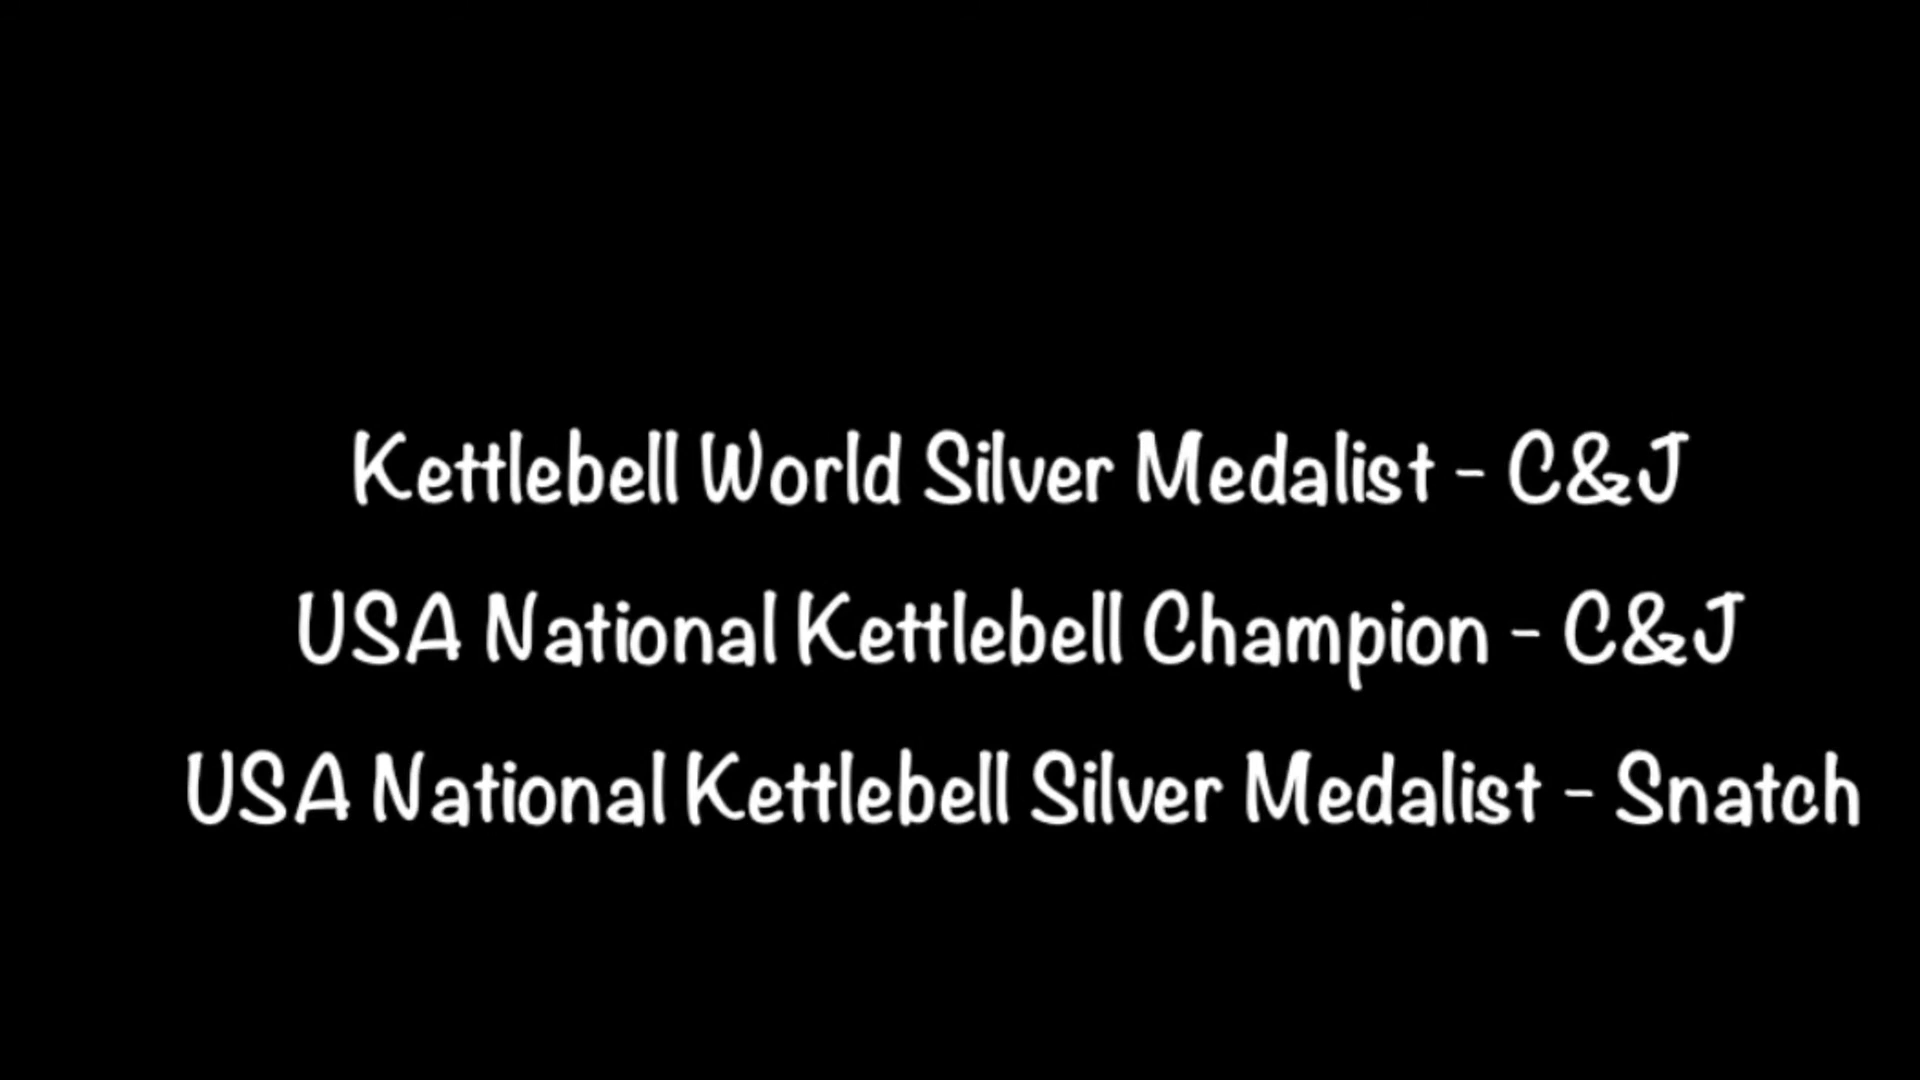 Kettlebell World Silver Medalist - C&J
USA National Kettlebell Champion - C&J
USA National Kettlebell Silver Medalist - Snatch